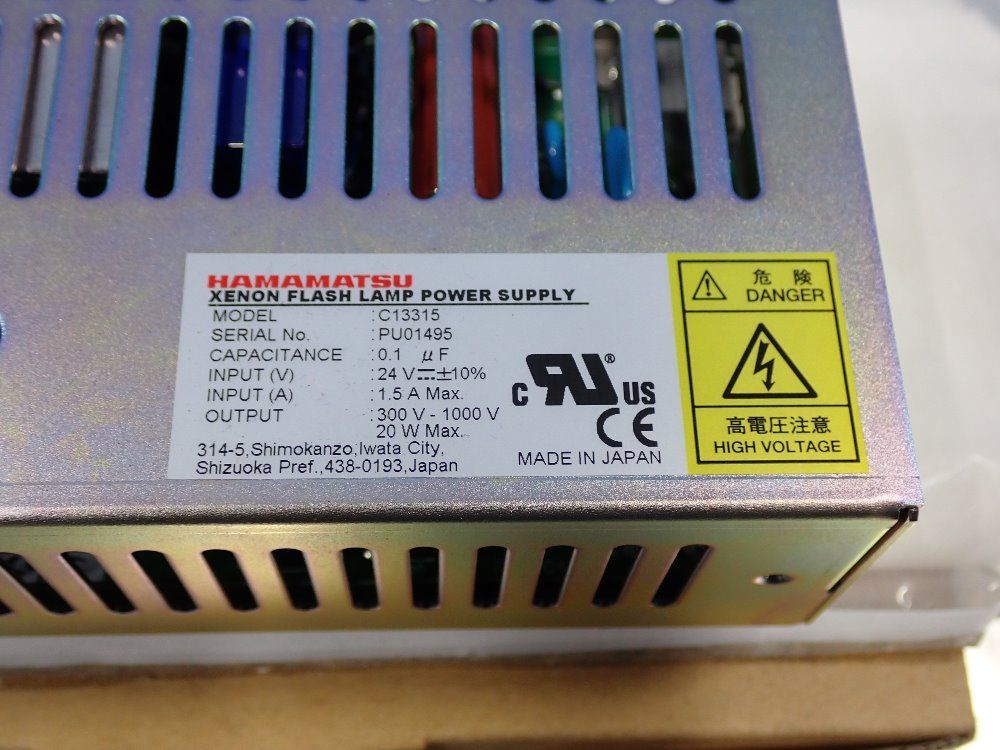 HAMAMATSU
XENON FLASH LAMP POWER SUPPLY
MODEL :C13315
SERIAL No. :PU01495
CAPACITANCE :0.1 μF
INPUT (V) :24 V⎓±10%
INPUT (A) :1.5 A Max.
OUTPUT :300 V - 1000 V
20 W Max.
314-5,Shimokanzo,Iwata City,
Shizuoka Pref.,438-0193,Japan
C RU® US
CE
MADE IN JAPAN
危険
DANGER
高電圧注意
HIGH VOLTAGE